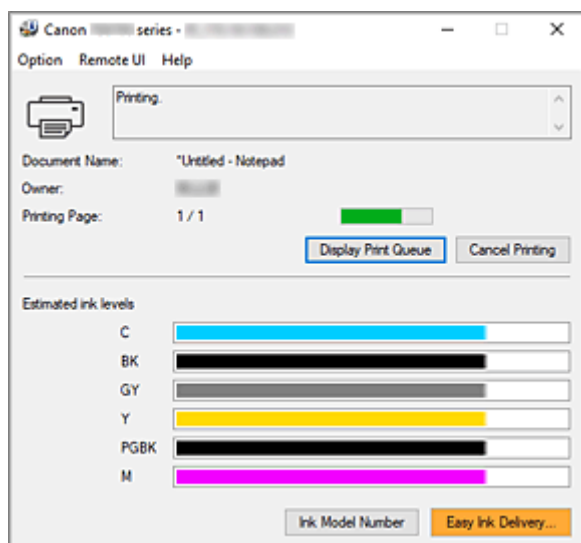 Canon series -
Option Remote UI Help
Printing.
Document Name: "Untitled - Notepad
Owner:
Printing Page: 1 / 1
Display Print Queue Cancel Printing
Estimated ink levels
C
BK
GY
Y
PGBK
M
Ink Model Number Easy Ink Delivery...